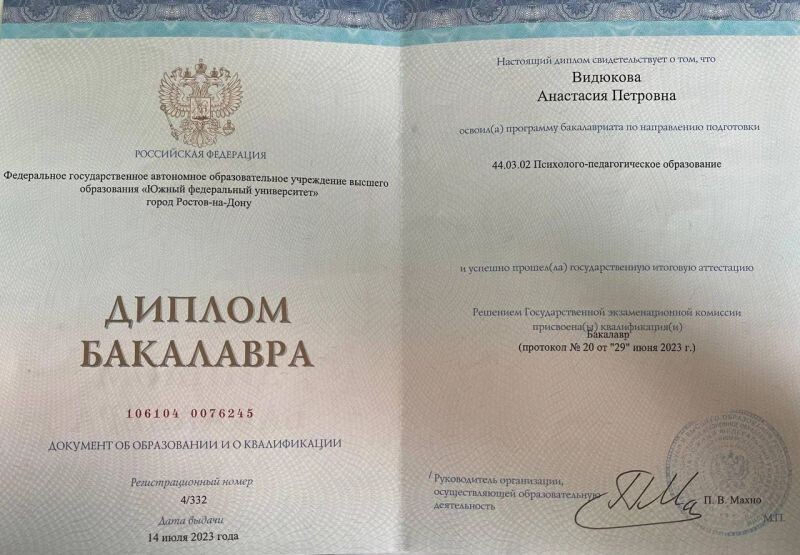 РОССИЙСКАЯ ФЕДЕРАЦИЯ
Федеральное государственное автономное образовательное учреждение высшего
образования «Южный федеральный университет»
город Ростов-на-Дону
ДИПЛОМ
БАКАЛАВРА
106104 0076245
ДОКУМЕНТ ОБ ОБРАЗОВАНИИ И О КВАЛИФИКАЦИИ
Регистрационный номер
4/332
Дата выдачи
14 июля 2023 года
Настоящий диплом свидетельствует о том, что
Видюкова
Анастасия Петровна
освоил(а) программу бакалавриата по направлению подготовки
44.03.02 Психолого-педагогическое образование
и успешно прошел(ла) государственную итоговую аттестацию
Решением Государственной экзаменационной комиссии
присвоена(ы) квалификация(и)
Бакалавр
(протокол № 20 от "29" июня 2023 г.)
Руководитель организации,
осуществляющей образовательную
деятельность
П. В. Махно
М.П.